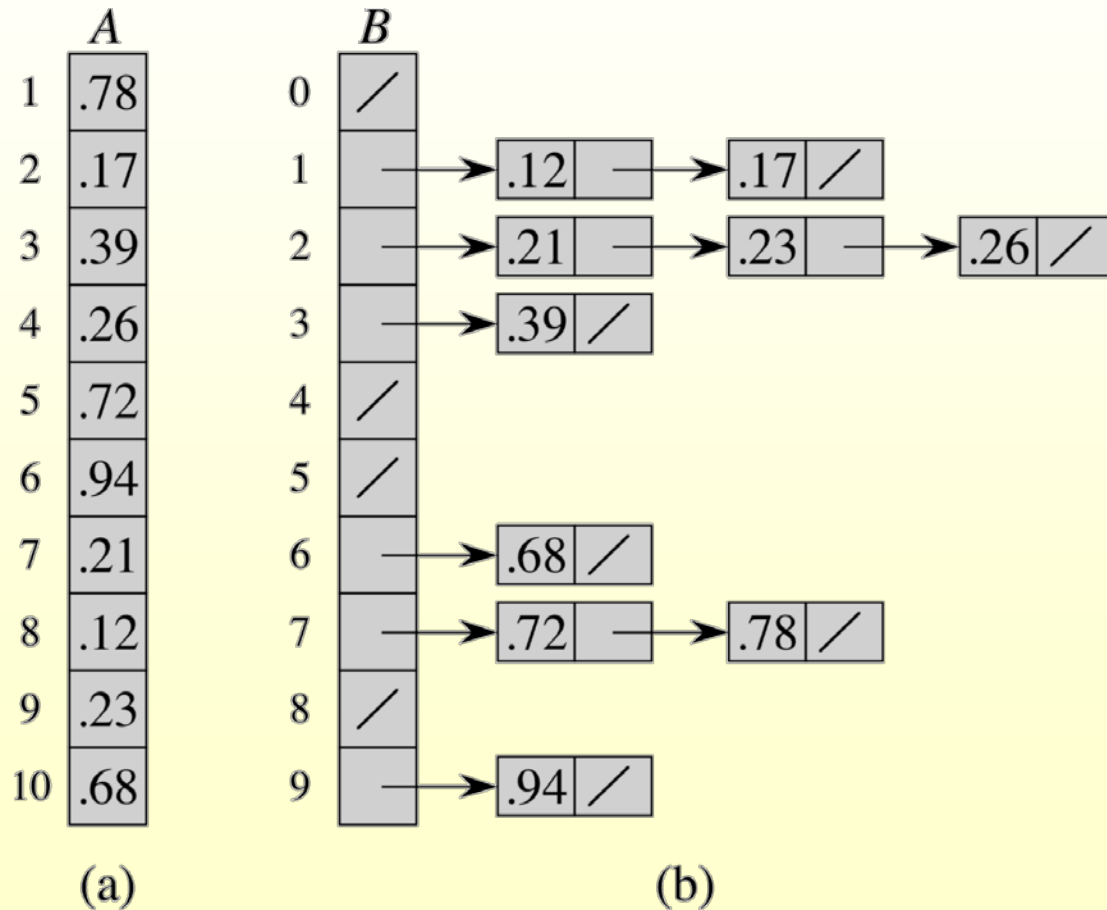 A B
1 .78 0 /
2 .17 1 .12 .17 /
3 .39 2 .21 .23 .26 /
4 .26 3 .39 /
5 .72 4 /
6 .94 5 /
7 .21 6 .68 /
8 .12 7 .72 .78 /
9 .23 8 /
10 .68 9 .94 /
(a) (b)